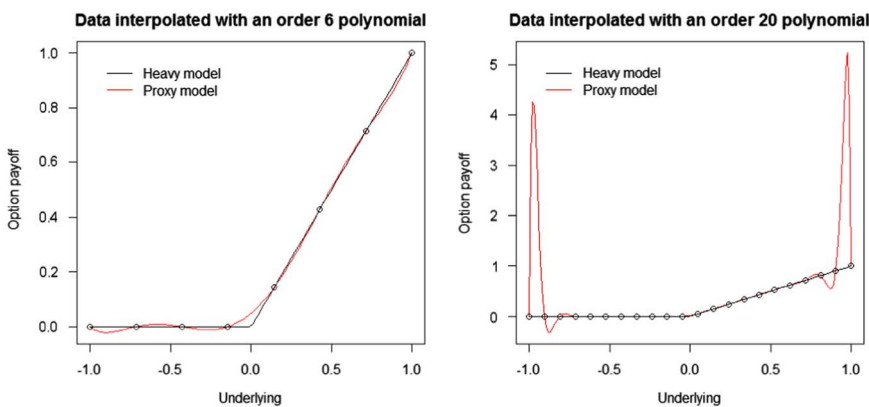 Data interpolated with an order 6 polynomial
Heavy model
Proxy model
Option payoff
1.0
0.8
0.6
0.4
0.2
0.0
-1.0 -0.5 0.0 0.5 1.0
Underlying
Data interpolated with an order 20 polynomial
Heavy model
Proxy model
Option payoff
5
4
3
2
1
0
-1.0 -0.5 0.0 0.5 1.0
Underlying